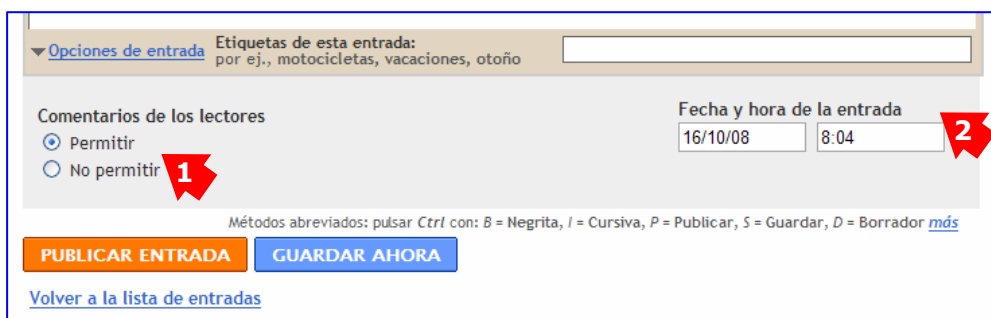 Opciones de entrada Etiquetas de esta entrada:
por ej., motocicletas, vacaciones, otoño
Comentarios de los lectores
Permitir
No permitir
1
Fecha y hora de la entrada
16/10/08 8:04
2
Métodos abreviados: pulsar Ctrl con: B = Negrita, I = Cursiva, P = Publicar, S = Guardar, D = Borrador más
PUBLICAR ENTRADA GUARDAR AHORA
Volver a la lista de entradas